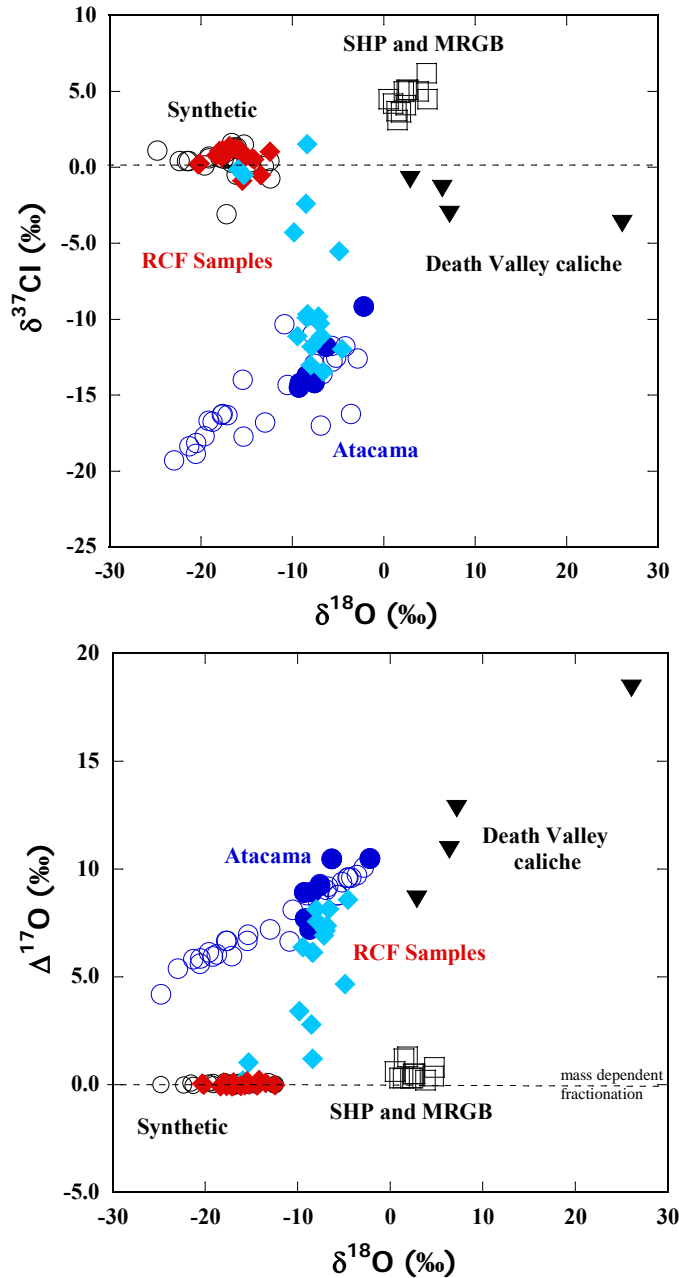 10
5.0
0.0
-5.0
-10
-15
-20
-25
δ37Cl (‰)
SHP and MRGB
Synthetic
RCF Samples
Death Valley caliche
Atacama
-30 -20 -10 0 10 20 30
δ18O (‰)
20
15
10
5.0
0.0
-5.0
Δ17O (‰)
Atacama
Death Valley
caliche
RCF Samples
mass dependent
fractionation
Synthetic
SHP and MRGB
-30 -20 -10 0 10 20 30
δ18O (‰)